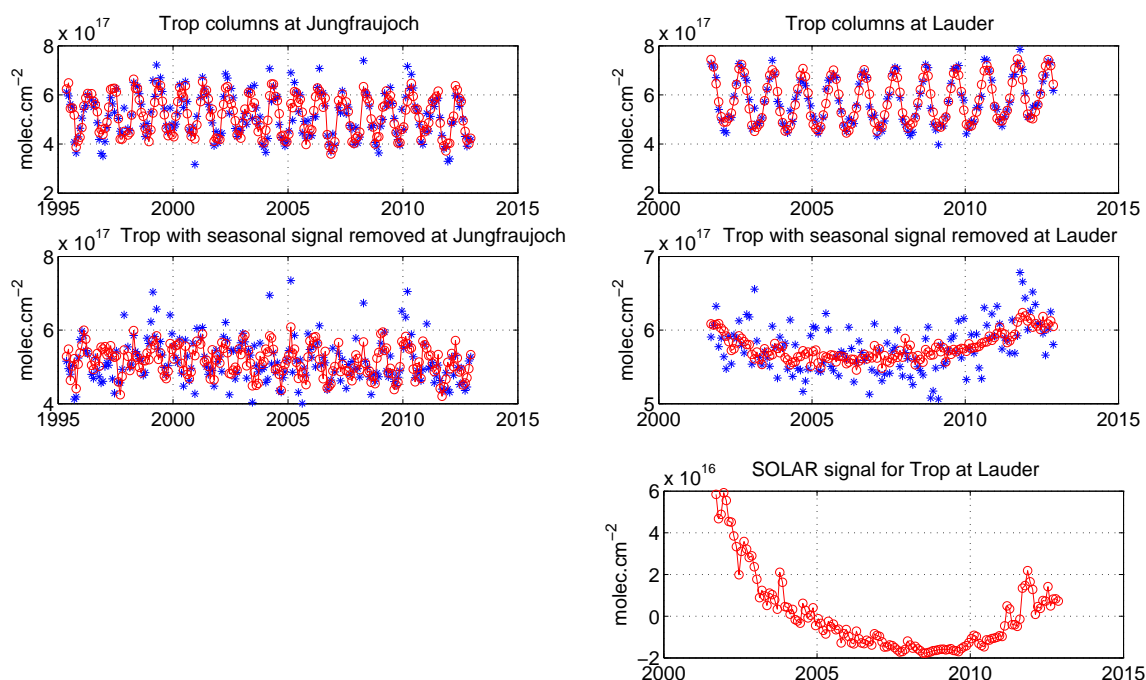 Trop columns at Jungfraujoch
x 10^17
molec.cm^−2
8
6
4
2
1995 2000 2005 2010 2015
Trop columns at Lauder
x 10^17
molec.cm^−2
8
6
4
2
2000 2005 2010 2015
x 10^17 Trop with seasonal signal removed at Jungfraujoch
molec.cm^−2
8
6
4
1995 2000 2005 2010 2015
x 10^17 Trop with seasonal signal removed at Lauder
molec.cm^−2
7
6
5
2000 2005 2010 2015
SOLAR signal for Trop at Lauder
x 10^16
molec.cm^−2
6
4
2
0
−2
2000 2005 2010 2015